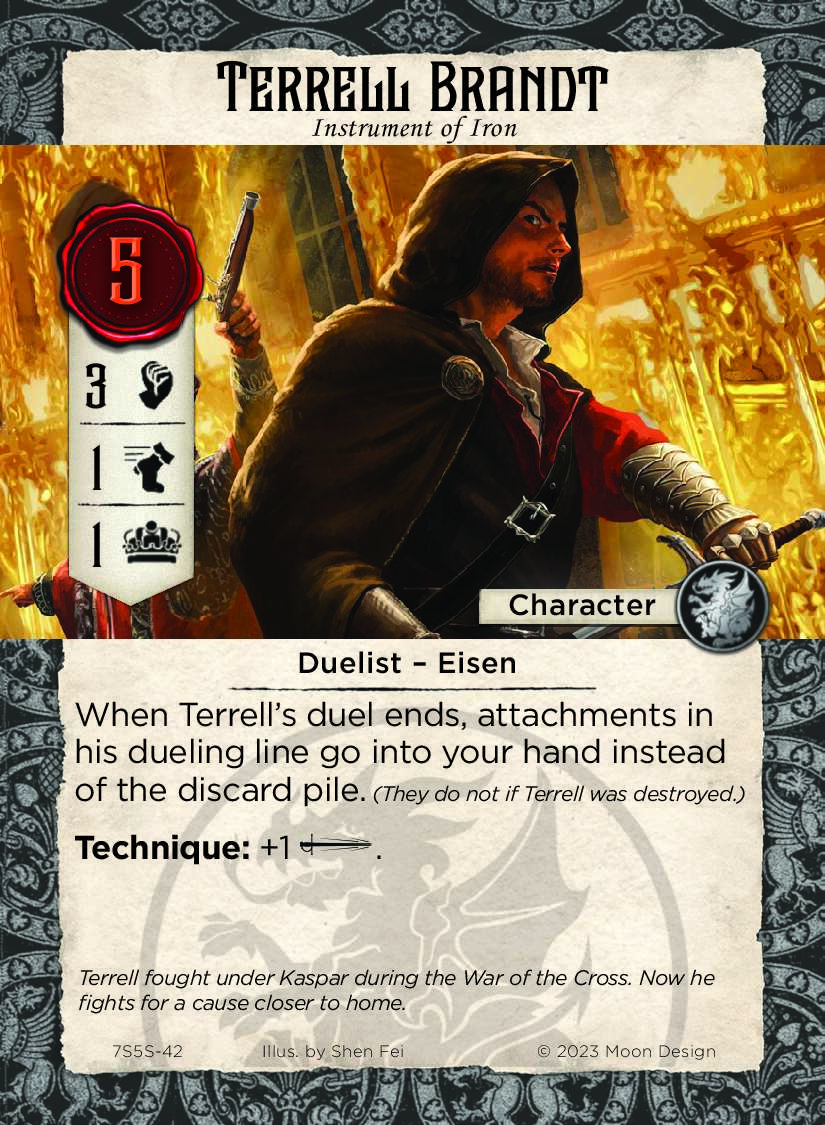 Terrell Brandt
Instrument of Iron
5
3
1
1
Character
Duelist – Eisen
When Terrell's duel ends, attachments in
his dueling line go into your hand instead
of the discard pile. (They do not if Terrell was destroyed.)
Technique: +1 .
Terrell fought under Kaspar during the War of the Cross. Now he
fights for a cause closer to home.
7S5S-42 Illus. by Shen Fei © 2023 Moon Design